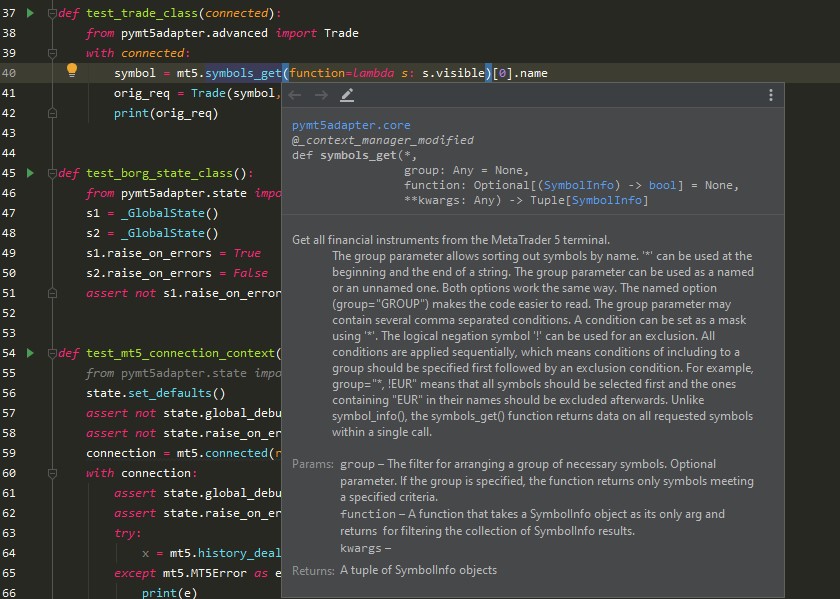 37 def test_trade_class(connected):
38 from pymt5adapter.advanced import Trade
39 with connected:
40 symbol = mt5.symbols_get(function=lambda s: s.visible)[0].name
41 orig_req = Trade(symbol,
42 print(orig_req)
43
44
45 def test_borg_state_class():
46 from pymt5adapter.state impo
47 s1 = _GlobalState()
48 s2 = _GlobalState()
49 s1.raise_on_errors = True
50 s2.raise_on_errors = False
51 assert not s1.raise_on_error
52
53
54 def test_mt5_connection_context(
55 from pymt5adapter.state impo
56 state.set_defaults()
57 assert not state.global_debu
58 assert not state.raise_on_er
59 connection = mt5.connected(r
60 with connection:
61 assert state.global_debu
62 assert state.raise_on_er
63 try:
64 x = mt5.history_deal
65 except mt5.MT5Error as e
66 print(e)
pymt5adapter.core
@_context_manager_modified
def symbols_get(*,
group: Any = None,
function: Optional[(SymbolInfo) -> bool] = None,
**kwargs: Any) -> Tuple[SymbolInfo]
Get all financial instruments from the MetaTrader 5 terminal.
The group parameter allows sorting out symbols by name. '*' can be used at the
beginning and the end of a string. The group parameter can be used as a named
or an unnamed one. Both options work the same way. The named option
(group="GROUP") makes the code easier to read. The group parameter may
contain several comma separated conditions. A condition can be set as a mask
using '*'. The logical negation symbol '!' can be used for an exclusion. All
conditions are applied sequentially, which means conditions of including to a
group should be specified first followed by an exclusion condition. For example,
group="*, !EUR" means that all symbols should be selected first and the ones
containing "EUR" in their names should be excluded afterwards. Unlike
symbol_info(), the symbols_get() function returns data on all requested symbols
within a single call.
Params: group – The filter for arranging a group of necessary symbols. Optional
parameter. If the group is specified, the function returns only symbols meeting
a specified criteria.
function – A function that takes a SymbolInfo object as its only arg and
returns for filtering the collection of SymbolInfo results.
kwargs –
Returns: A tuple of SymbolInfo objects